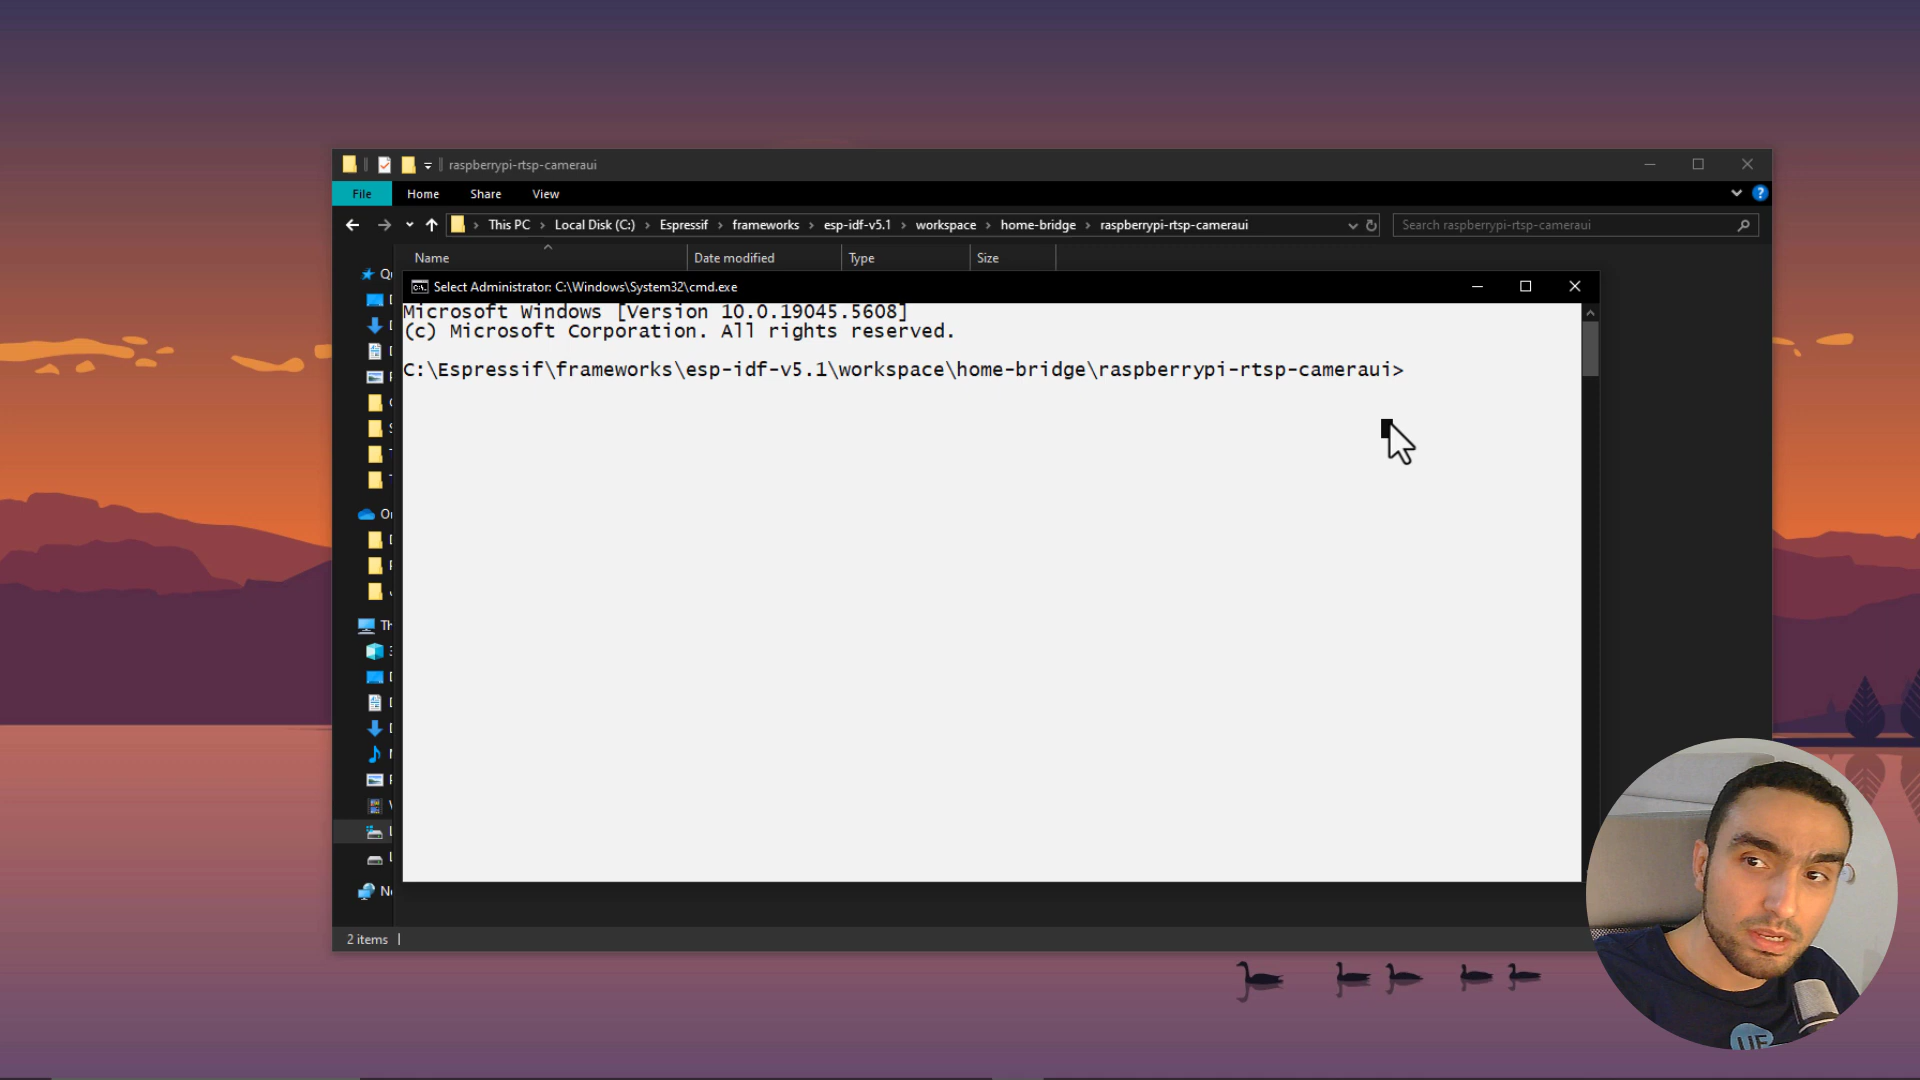 raspberrypi-rtsp-cameraui
File Home Share View
This PC Local Disk (C:) Espressif frameworks esp-idf-v5.1 workspace home-bridge raspberrypi-rtsp-cameraui
Search raspberrypi-rtsp-cameraui
Name Date modified Type Size
Select Administrator: C:\Windows\System32\cmd.exe
Microsoft Windows [Version 10.0.19045.5608]
(c) Microsoft Corporation. All rights reserved.
C:\Espressif\frameworks\esp-idf-v5.1\workspace\home-bridge\raspberrypi-rtsp-cameraui>
2 items